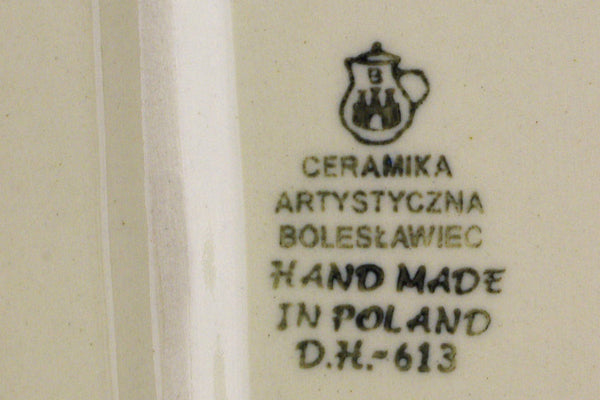 B
CERAMIKA
ARTYSTYCZNA
BOLESŁAWIEC
HAND MADE
IN POLAND
D.H.-613